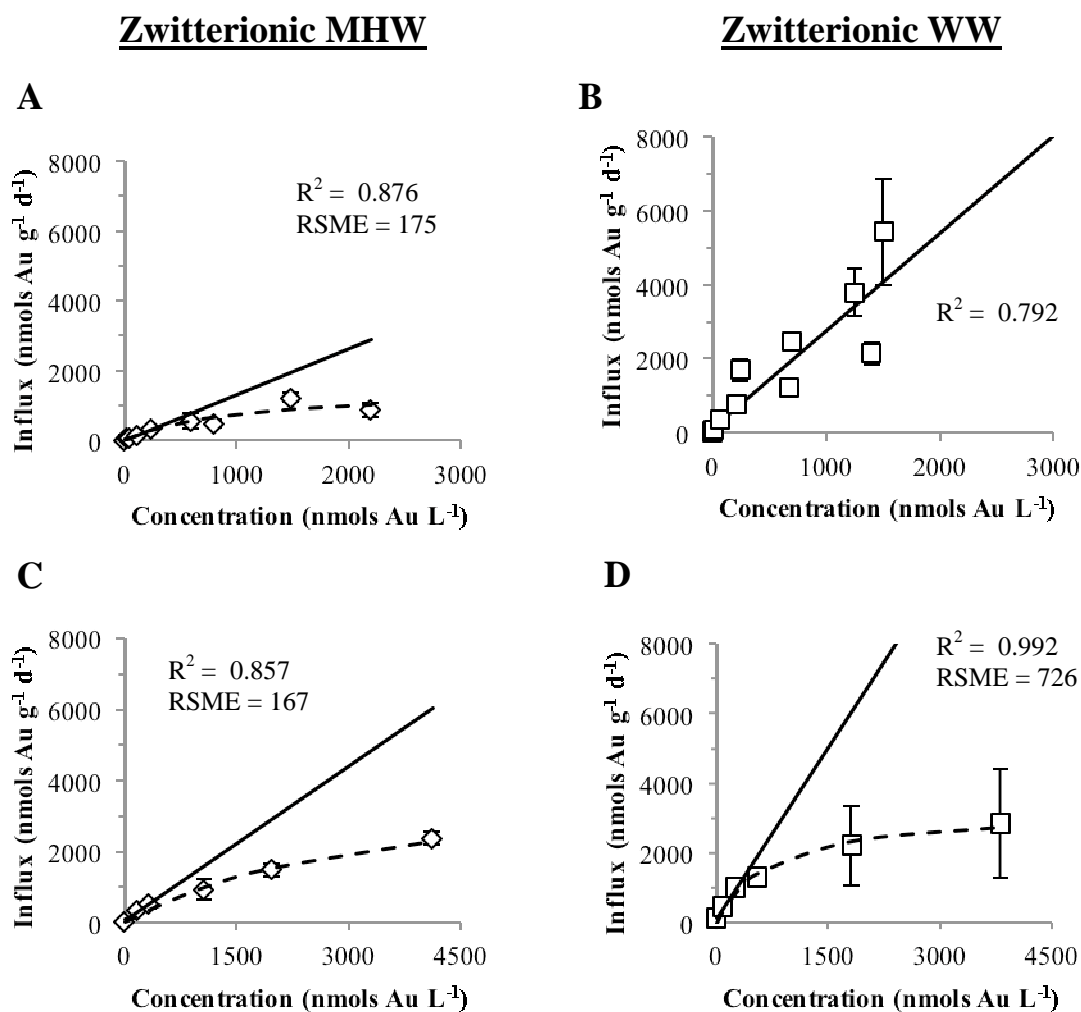 Zwitterionic MHW
Zwitterionic WW
A
Influx (nmols Au g⁻¹ d⁻¹)
8000
6000
4000
2000
0
R² = 0.876
RSME = 175
0 1000 2000 3000
Concentration (nmols Au L⁻¹)
B
Influx (nmols Au g⁻¹ d⁻¹)
8000
6000
4000
2000
0
R² = 0.792
0 1000 2000 3000
Concentration (nmols Au L⁻¹)
C
Influx (nmols Au g⁻¹ d⁻¹)
8000
6000
4000
2000
0
R² = 0.857
RSME = 167
0 1500 3000 4500
Concentration (nmols Au L⁻¹)
D
Influx (nmols Au g⁻¹ d⁻¹)
8000
6000
4000
2000
0
R² = 0.992
RSME = 726
0 1500 3000 4500
Concentration (nmols Au L⁻¹)